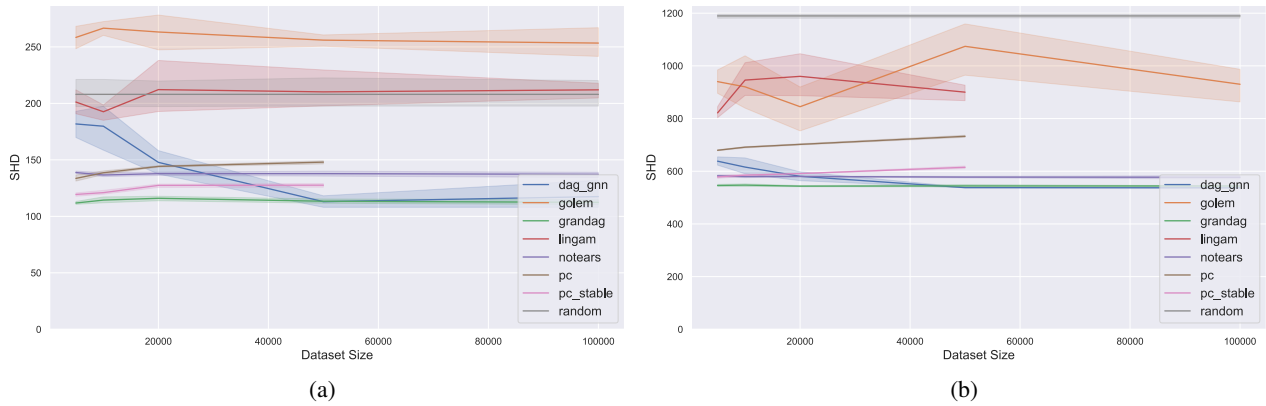 250
200
150
100
50
0
SHD
20000 40000 60000 80000 100000
Dataset Size
dag_gnn
golem
grandag
lingam
notears
pc
pc_stable
random
(a)
1200
1000
800
600
400
200
0
SHD
20000 40000 60000 80000 100000
Dataset Size
dag_gnn
golem
grandag
lingam
notears
pc
pc_stable
random
(b)